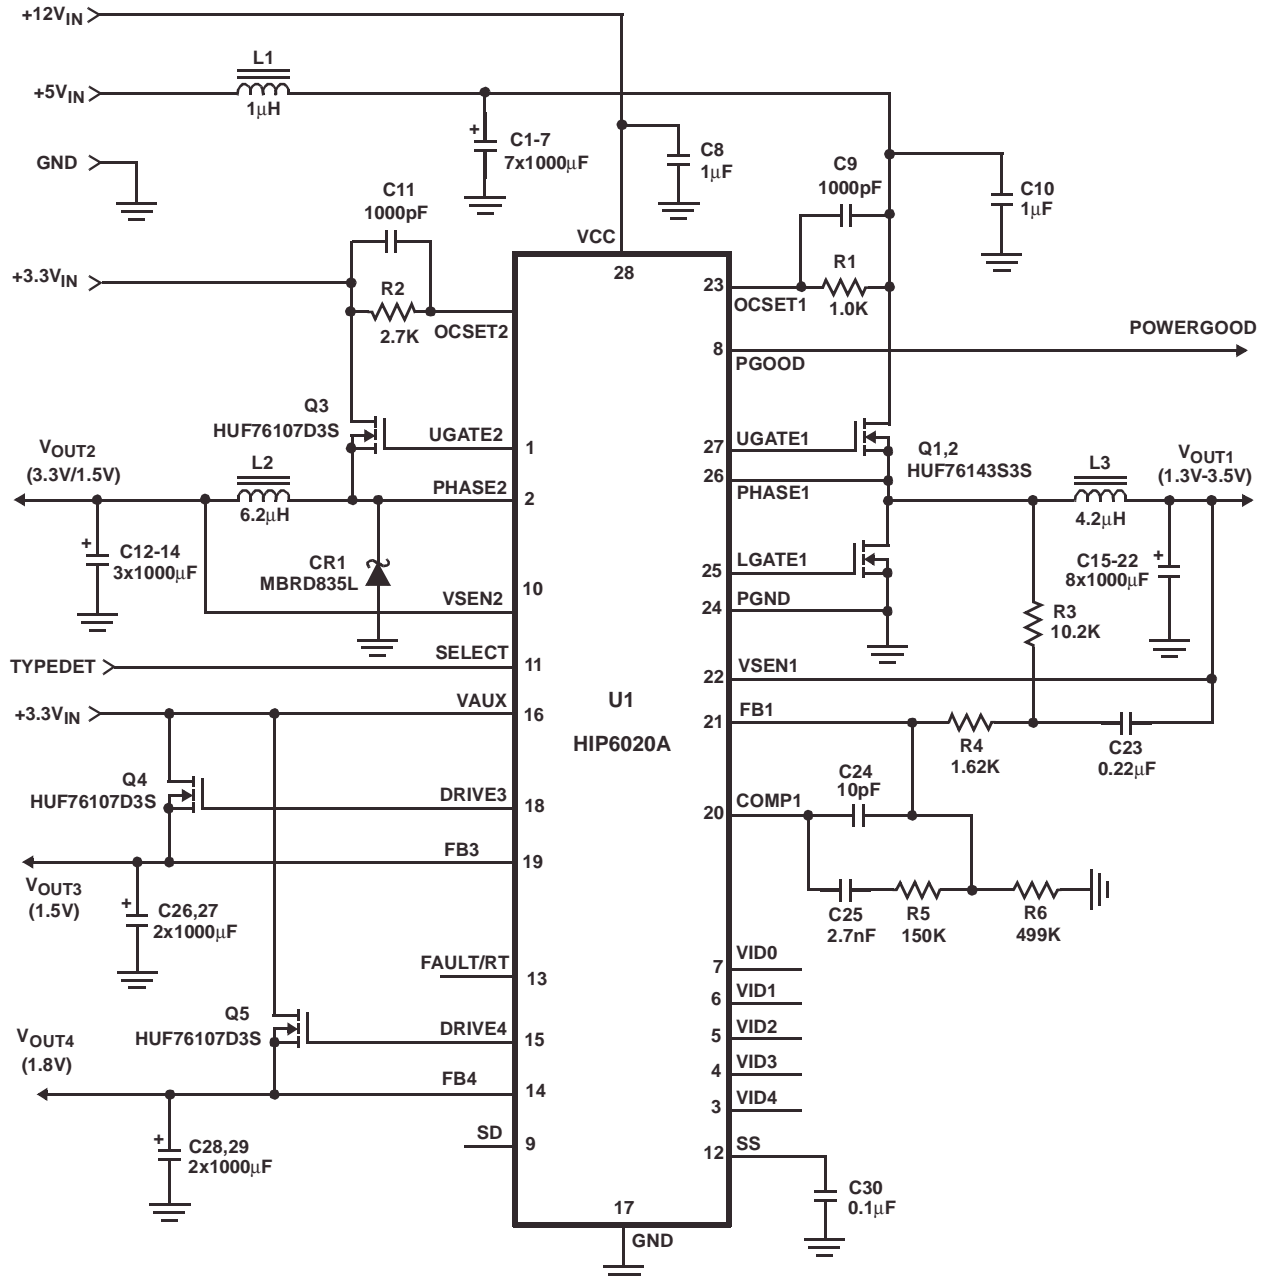 +12VIN
L1
+5VIN
1μH
GND
+
C1-7
7x1000μF
C8
1μF
C9
1000pF
C10
1μF
C11
1000pF
VCC
28
+3.3VIN
R2
2.7K
OCSET2
23
OCSET1
R1
1.0K
POWERGOOD
8
PGOOD
Q3
HUF76107D3S
UGATE2
1
27
UGATE1
Q1,2
HUF76143S3S
VOUT2
(3.3V/1.5V)
L2
6.2μH
PHASE2
2
26
PHASE1
L3
4.2μH
VOUT1
(1.3V-3.5V)
+
C12-14
3x1000μF
CR1
MBRD835L
10
VSEN2
25
LGATE1
24
PGND
+
C15-22
8x1000μF
R3
10.2K
TYPEDET
SELECT
11
22
VSEN1
+3.3VIN
VAUX
16
U1
HIP6020A
21
FB1
R4
1.62K
C23
0.22μF
Q4
HUF76107D3S
DRIVE3
18
20
COMP1
C24
10pF
FB3
19
VOUT3
(1.5V)
+
C26,27
2x1000μF
C25
2.7nF
R5
150K
R6
499K
FAULT/RT
13
7
VID0
6
VID1
Q5
HUF76107D3S
DRIVE4
15
5
VID2
VOUT4
(1.8V)
FB4
14
4
VID3
3
VID4
SD
9
12
SS
+
C28,29
2x1000μF
C30
0.1μF
17
GND